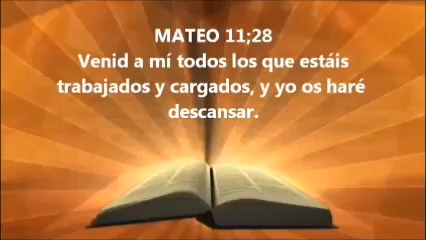 MATEO 11;28
Venid a mí todos los que estáis
trabajados y cargados, y yo os haré
descansar.